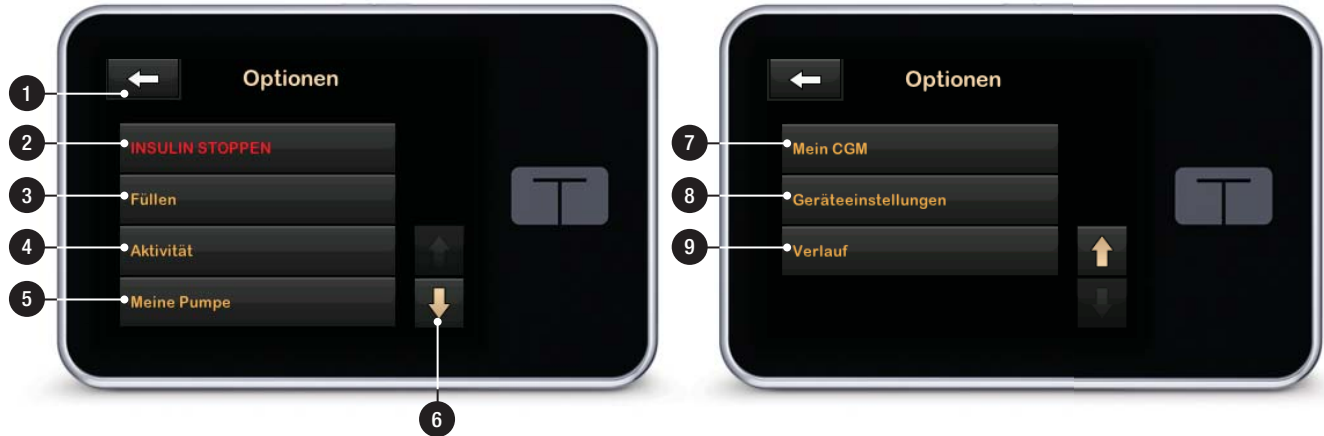 Optionen
1
2 INSULIN STOPPEN
3 Füllen
4 Aktivität
5 Meine Pumpe
6
Optionen
7 Mein CGM
8 Geräteeinstellungen
9 Verlauf